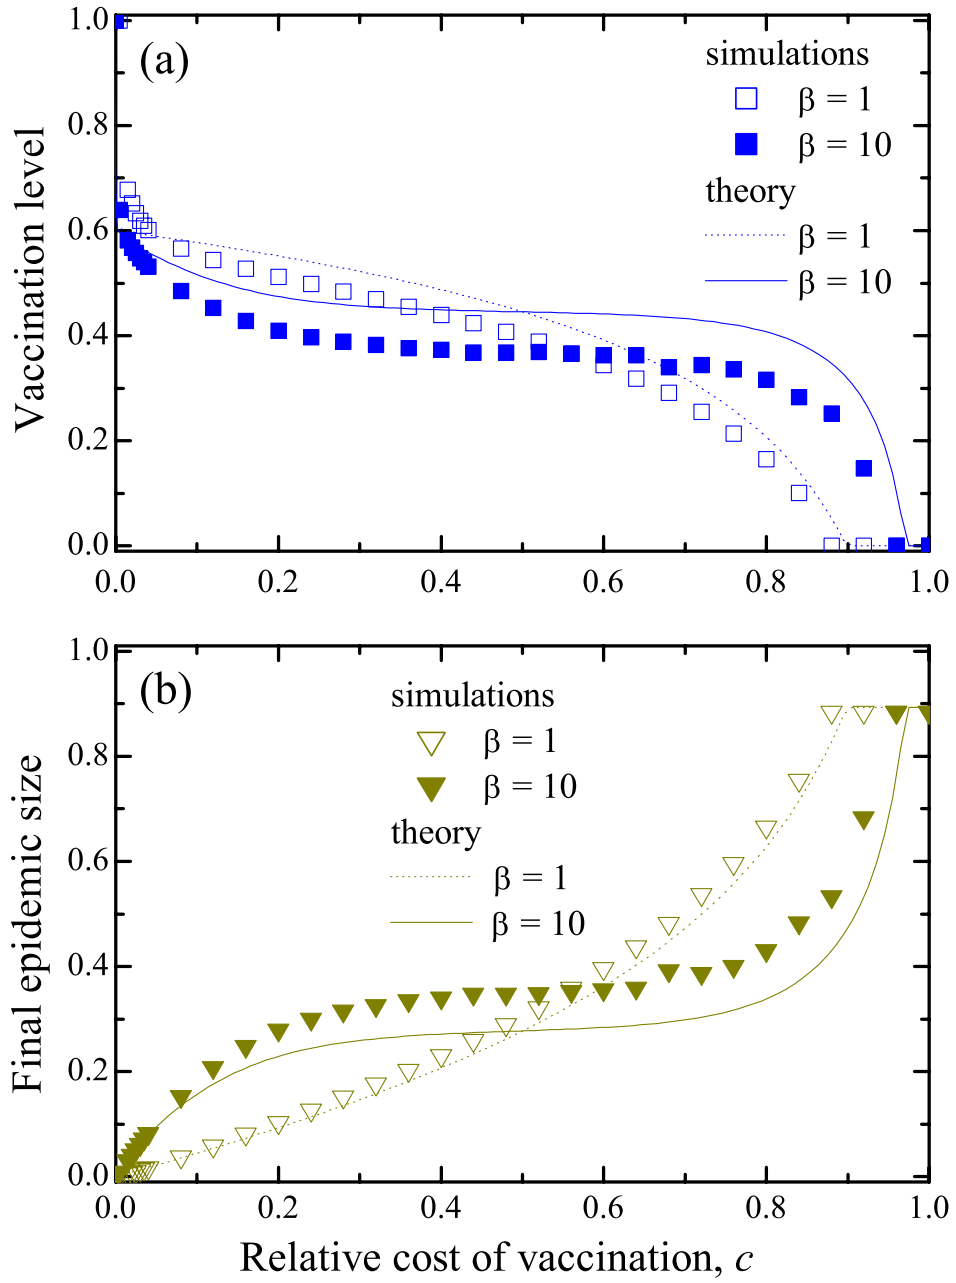 (a)
simulations
β = 1
β = 10
theory
β = 1
β = 10
Vaccination level
1.0
0.8
0.6
0.4
0.2
0.0
0.0 0.2 0.4 0.6 0.8 1.0
(b)
simulations
β = 1
β = 10
theory
β = 1
β = 10
Final epidemic size
1.0
0.8
0.6
0.4
0.2
0.0
0.0 0.2 0.4 0.6 0.8 1.0
Relative cost of vaccination, c